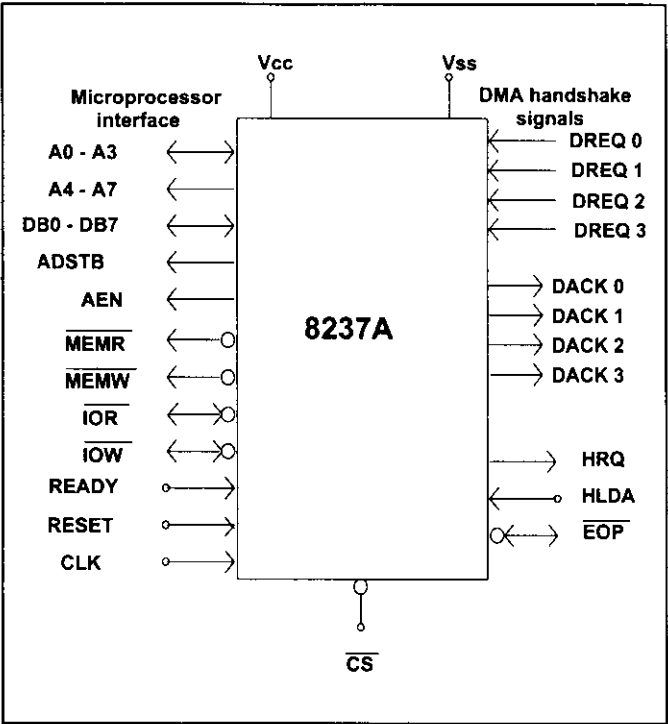 Vcc
Vss
Microprocessor
interface
DMA handshake
signals
A0 - A3
A4 - A7
DB0 - DB7
ADSTB
AEN
MEMR
MEMW
IOR
IOW
READY
RESET
CLK
8237A
DREQ 0
DREQ 1
DREQ 2
DREQ 3
DACK 0
DACK 1
DACK 2
DACK 3
HRQ
HLDA
EOP
CS